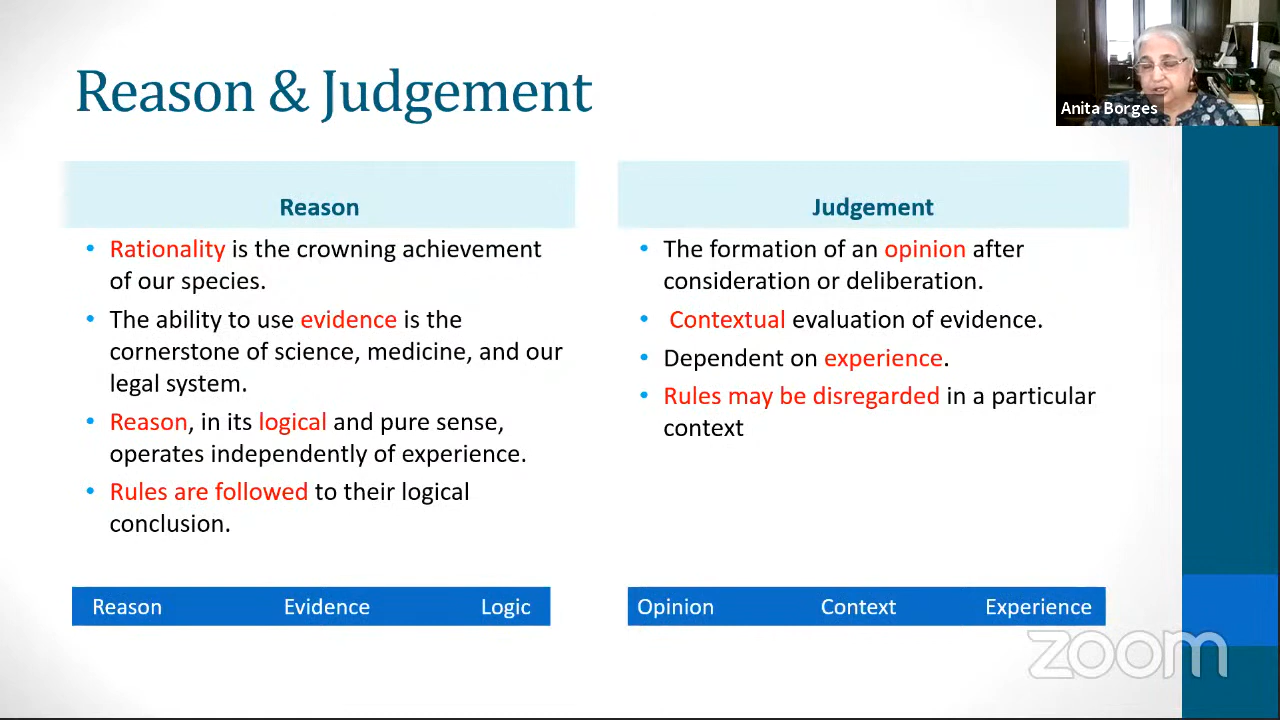 Reason & Judgement
Anita Borges
Reason
• Rationality is the crowning achievement
of our species.
• The ability to use evidence is the
cornerstone of science, medicine, and our
legal system.
• Reason, in its logical and pure sense,
operates independently of experience.
• Rules are followed to their logical
conclusion.
Reason Evidence Logic
Judgement
• The formation of an opinion after
consideration or deliberation.
• Contextual evaluation of evidence.
• Dependent on experience.
• Rules may be disregarded in a particular
context
Opinion Context Experience
zoom